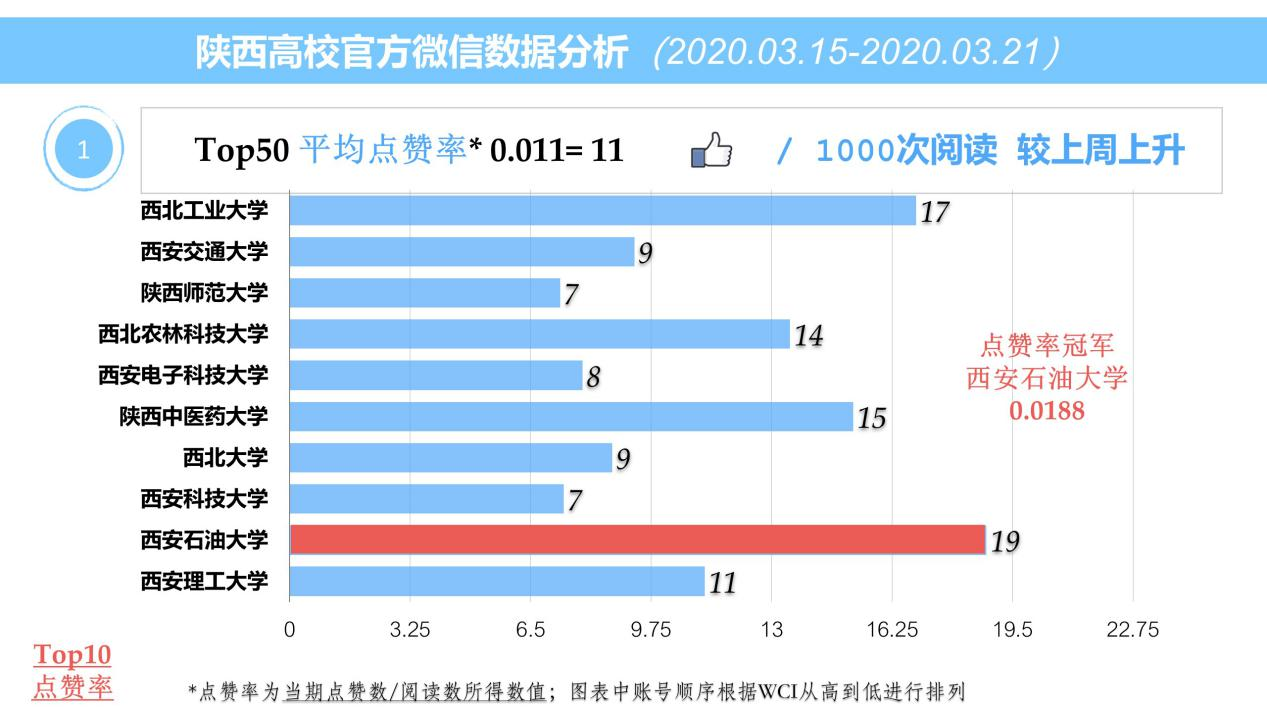 陕西高校官方微信数据分析（2020.03.15-2020.03.21）
1
Top50 平均点赞率* 0.011= 11 / 1000次阅读 较上周上升
西北工业大学 17
西安交通大学 9
陕西师范大学 7
西北农林科技大学 14
西安电子科技大学 8
陕西中医药大学 15
西北大学 9
西安科技大学 7
西安石油大学 19
西安理工大学 11
点赞率冠军
西安石油大学
0.0188
0 3.25 6.5 9.75 13 16.25 19.5 22.75
Top10
点赞率
*点赞率为当期点赞数/阅读数所得数值；图表中账号顺序根据WCI从高到低进行排列